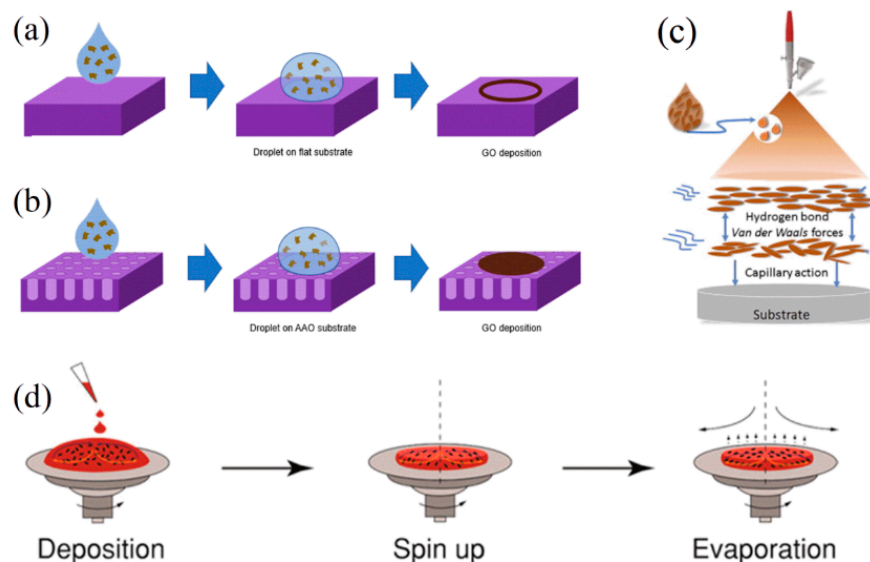 (a)
Droplet on flat substrate
GO deposition
(b)
Droplet on AAO substrate
GO deposition
(c)
Hydrogen bond
Van der Waals forces
Capillary action
Substrate
(d)
Deposition
Spin up
Evaporation